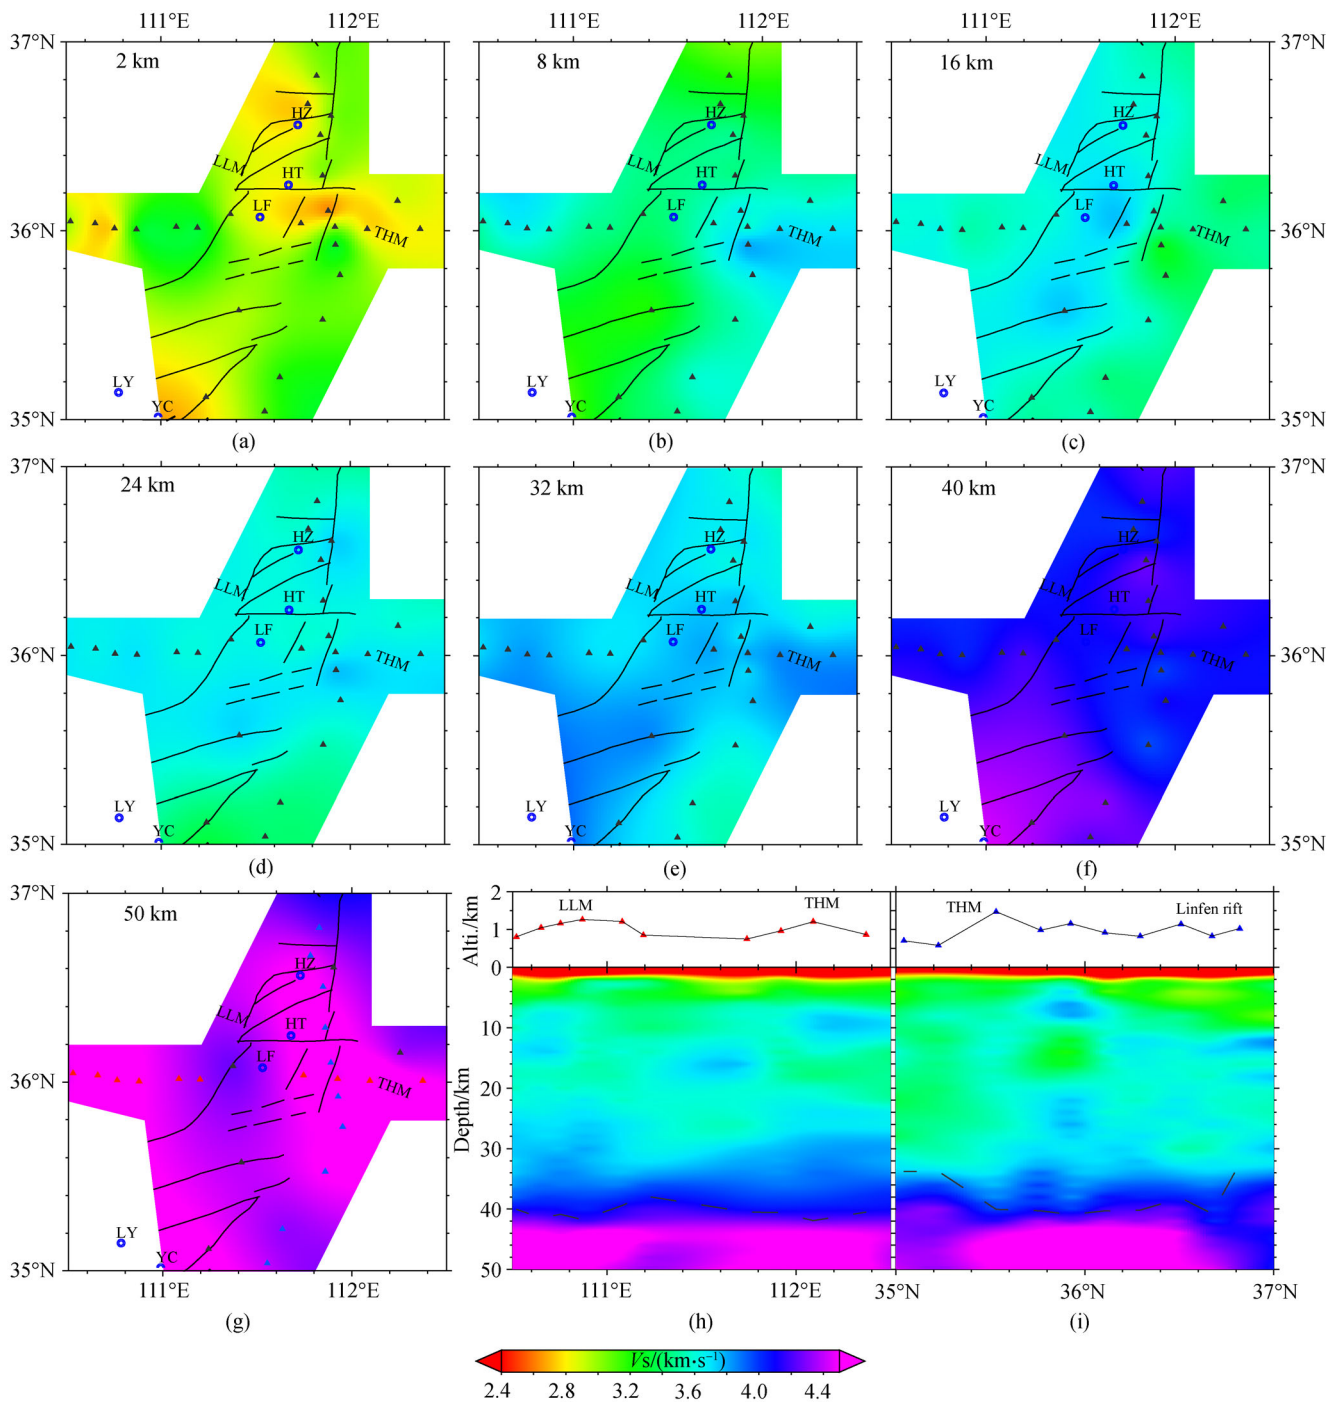 111°E 112°E 111°E 112°E 111°E 112°E
37°N 2 km 8 km 16 km 37°N
HZ HZ HZ
LLM HT LLM HT LLM HT
LF LF LF
36°N THM THM THM 36°N
LY LY LY
35°N YC YC YC 35°N
(a) (b) (c)
37°N 24 km 32 km 40 km 37°N
HZ HZ HZ
LLM HT LLM HT LLM HT
LF LF LF
36°N THM THM THM 36°N
LY LY LY
35°N YC YC YC 35°N
(d) (e) (f)
37°N 50 km
HZ
LLM HT
LF
36°N THM
LY
35°N YC
111°E 112°E
(g)
Alti./km
2
1
0
LLM THM
THM Linfen rift
Depth/km
10
20
30
40
50
111°E 112°E 35°N 36°N 37°N
(h) (i)
Vs/(km·s⁻¹)
2.4 2.8 3.2 3.6 4.0 4.4